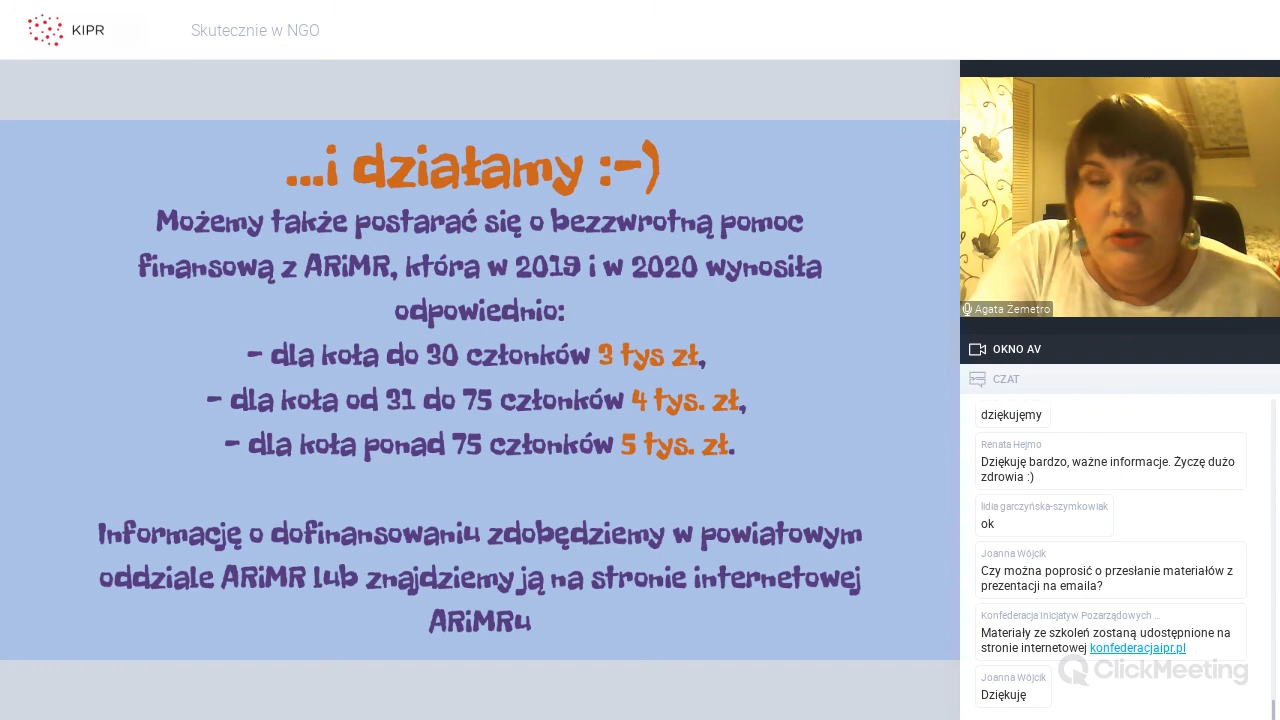 KIPR
Skutecznie w NGO
...i działamy :-)
Możemy także postarać się o bezzwrotną pomoc
finansową z ARiMR, która w 2019 i w 2020 wynosiła
odpowiednio:
- dla koła do 30 członków 3 tys zł,
- dla koła od 31 do 75 członków 4 tys. zł,
- dla koła ponad 75 członków 5 tys. zł.
Informację o dofinansowaniu zdobędziemy w powiatowym
oddziale ARiMR lub znajdziemy ją na stronie internetowej
ARiMRu
Agata Żemetro
OKNO AV
CZAT
dziękujęmy
Renata Hejmo
Dziękuję bardzo, ważne informacje. Życzę dużo
zdrowia :)
lidia garczyńska-szymkowiak
ok
Joanna Wójcik
Czy można poprosić o przesłanie materiałów z
prezentacji na emaila?
Konfederacja Inicjatyw Pozarządowych ...
Materiały ze szkoleń zostaną udostępnione na
stronie internetowej konfederacjaipr.pl
ClickMeeting
Joanna Wójcik
Dziękuję